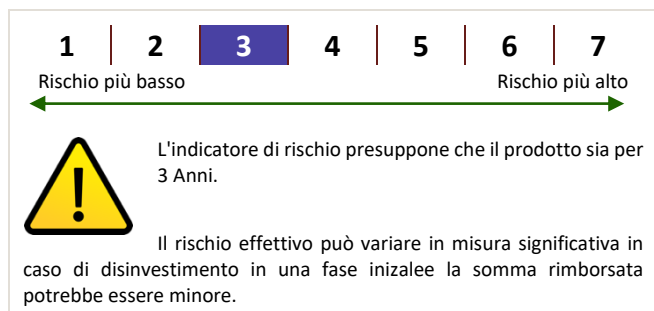 1 2 3 4 5 6 7
Rischio più basso Rischio più alto
L'indicatore di rischio presuppone che il prodotto sia per
3 Anni.
Il rischio effettivo può variare in misura significativa in
caso di disinvestimento in una fase inizalee la somma rimborsata
potrebbe essere minore.